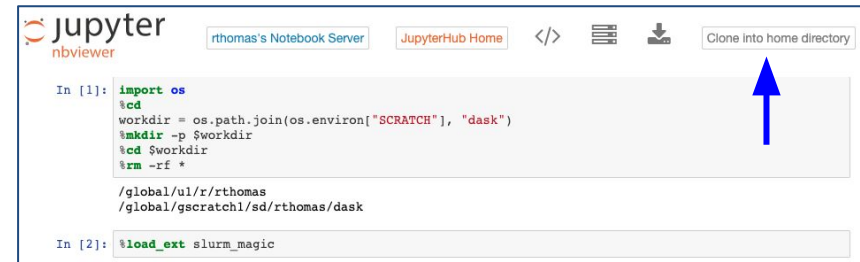 jupyter
nbviewer
rthomas's Notebook Server
JupyterHub Home
</>
Clone into home directory
In [1]: import os
%cd
workdir = os.path.join(os.environ["SCRATCH"], "dask")
%mkdir -p $workdir
%cd $workdir
%rm -rf *
/global/u1/r/rthomas
/global/gscratch1/sd/rthomas/dask
In [2]: %load_ext slurm_magic